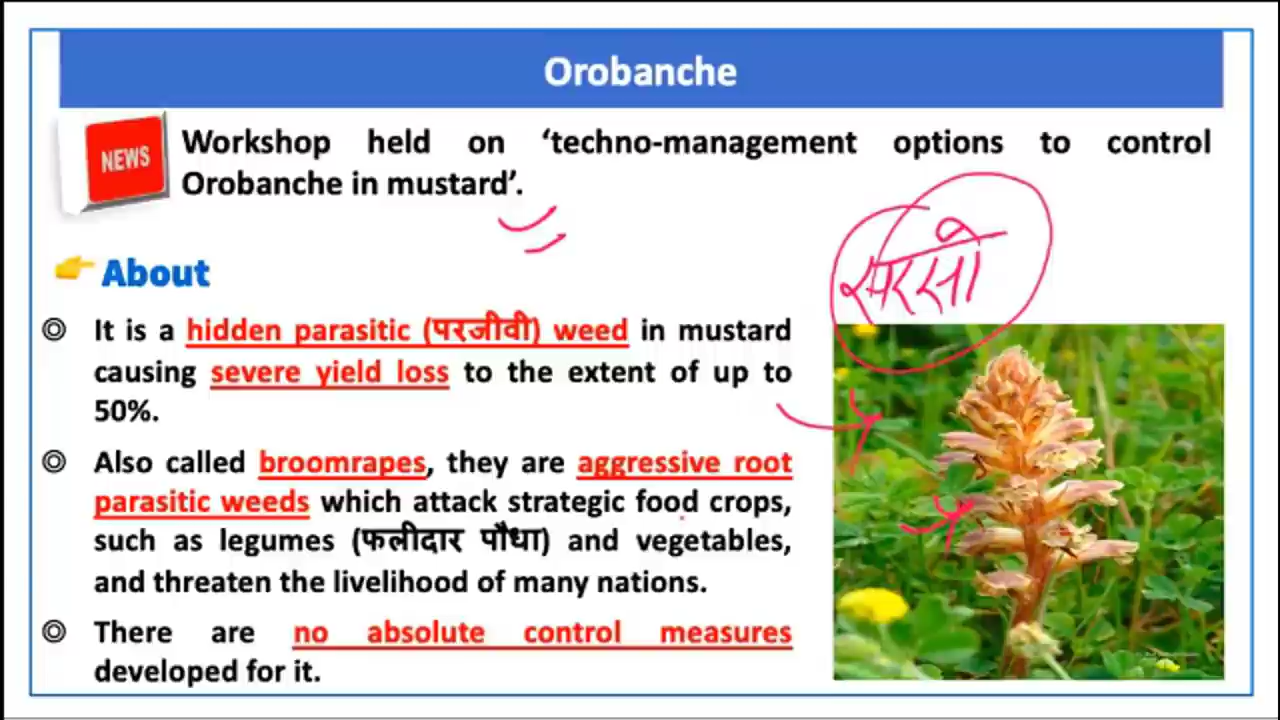 Orobanche
NEWS
Workshop held on ‘techno-management options to control
Orobanche in mustard’.
सरसो
👉 About
◎ It is a hidden parasitic (परजीवी) weed in mustard
causing severe yield loss to the extent of up to
50%.
◎ Also called broomrapes, they are aggressive root
parasitic weeds which attack strategic food crops,
such as legumes (फलीदार पौधा) and vegetables,
and threaten the livelihood of many nations.
◎ There are no absolute control measures
developed for it.